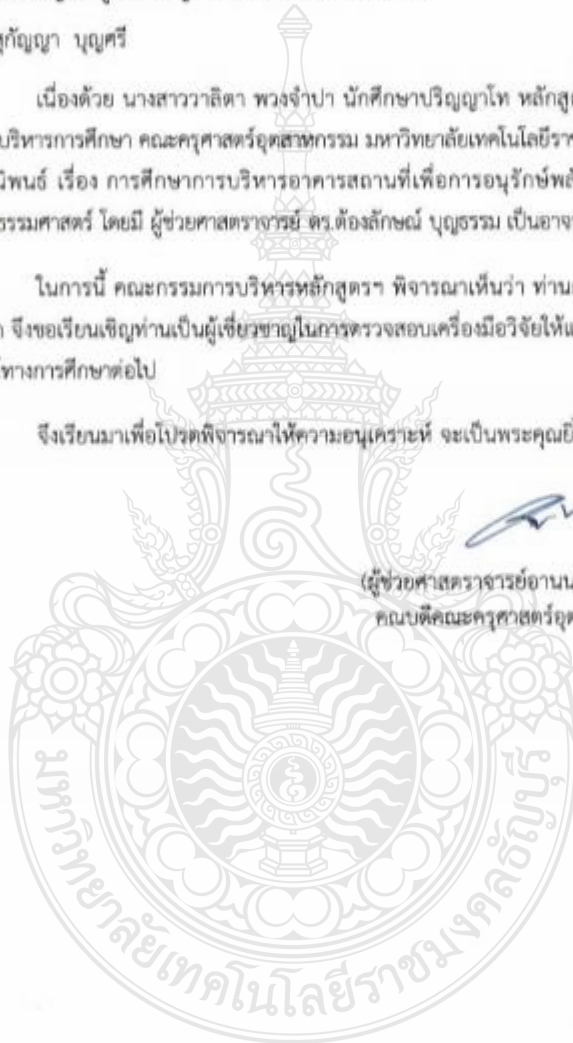 สุกัญญา บุญศรี
เนื่องด้วย นางสาววาลิตา พวงจำปา นักศึกษาปริญญาโท หลักสู
บริหารการศึกษา คณะครุศาสตร์อุตสาหกรรม มหาวิทยาลัยเทคโนโลยีรา
นิพนธ์ เรื่อง การศึกษาการบริหารอาคารสถานที่เพื่อการอนุรักษ์พลั
ธรรมศาสตร์ โดยมี ผู้ช่วยศาสตราจารย์ ดร.ต้องลักษณ์ บุญธรรม เป็นอาจ
ในการนี้ คณะกรรมการบริหารหลักสูตรฯ พิจารณาเห็นว่า ท่าน
จึงขอเรียนเชิญท่านเป็นผู้เชี่ยวชาญในการตรวจสอบเครื่องมือวิจัยให้แ
ทางการศึกษาต่อไป
จึงเรียนมาเพื่อโปรดพิจารณาให้ความอนุเคราะห์ จะเป็นพระคุณยิ่
(ผู้ช่วยศาสตราจารย์อานน
คณบดีคณะครุศาสตร์อุต
มหาวิทยาลัยเทคโนโลยีราชมงคลธัญบุรี